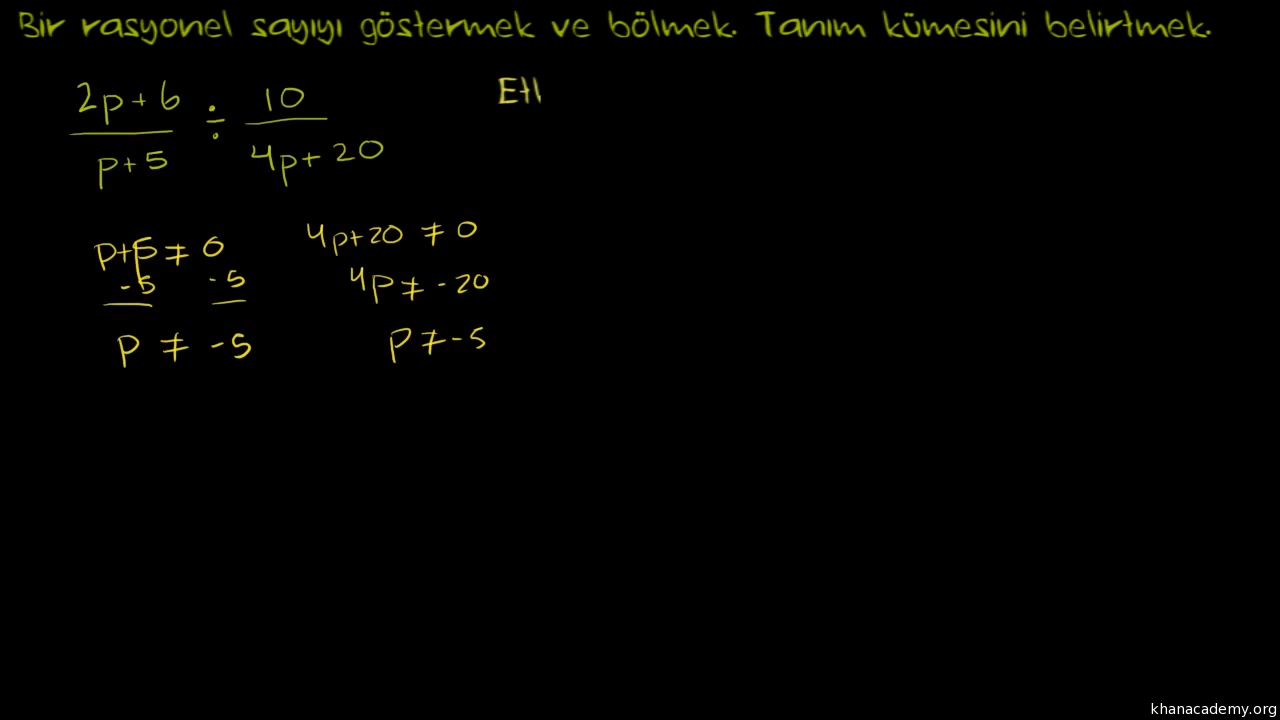 Bir rasyonel sayıyı göstermek ve bölmek. Tanım kümesini belirtmek.
2p+6 / p+5 ÷ 10 / 4p+20
EH
p+5 ≠ 0
-5 -5
p ≠ -5
4p+20 ≠ 0
4p ≠ -20
p ≠ -5
khanacademy.org